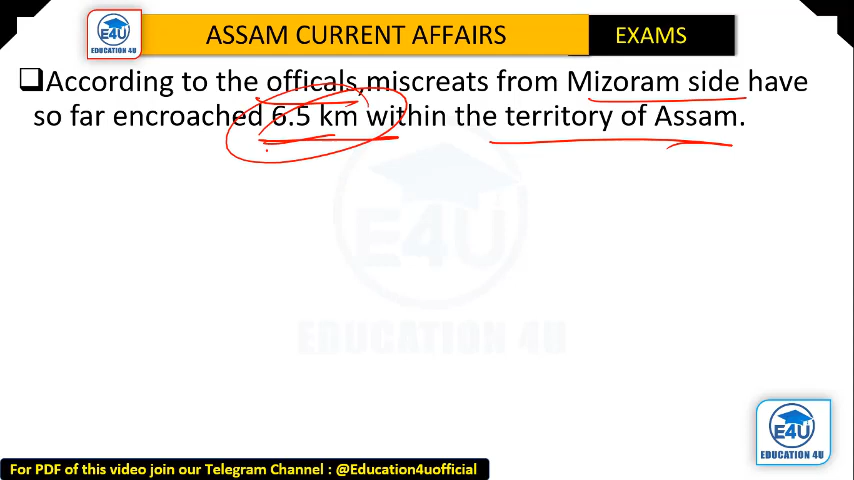 E4U
EDUCATION 4U
ASSAM CURRENT AFFAIRS
EXAMS
According to the officals,miscreats from Mizoram side have
so far encroached 6.5 km within the territory of Assam.
E4U
EDUCATION 4U
E4U
EDUCATION 4U
For PDF of this video join our Telegram Channel : @Education4uofficial